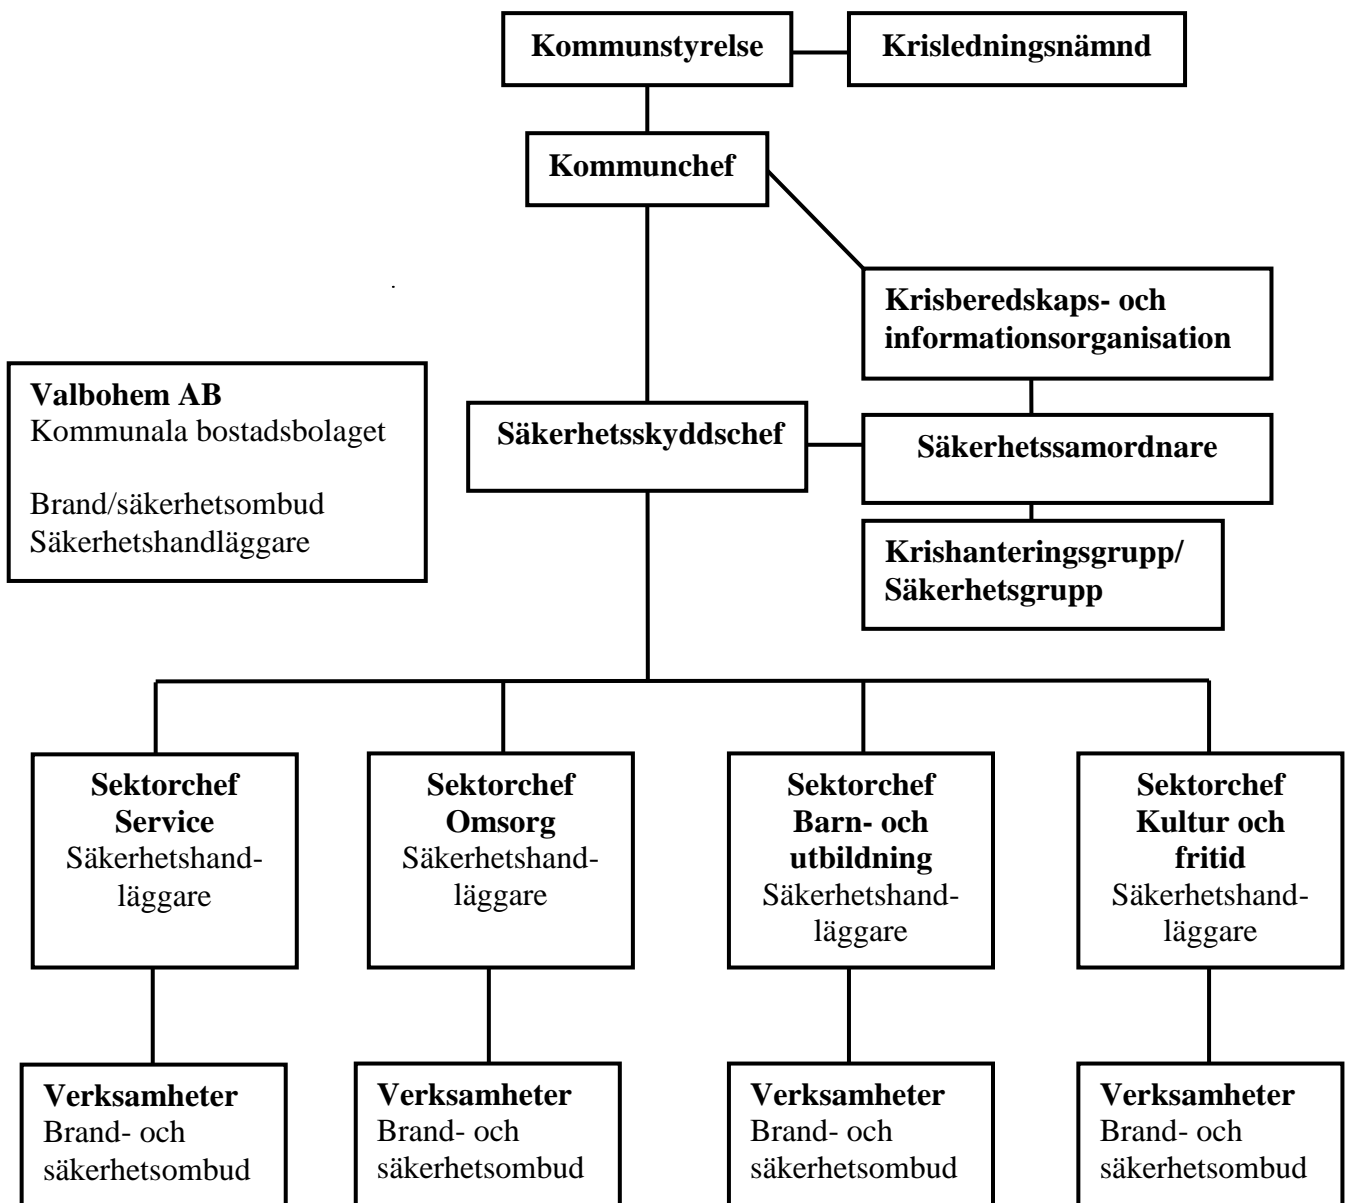 Kommunstyrelse
Krisledningsnämnd
Kommunchef
Krisberedskaps- och
informationsorganisation
Valbohem AB
Kommunala bostadsbolaget
Brand/säkerhetsombud
Säkerhetshandläggare
Säkerhetsskyddschef
Säkerhetssamordnare
Krishanteringsgrupp/
Säkerhetsgrupp
Sektorchef
Service
Säkerhetshand-
läggare
Sektorchef
Omsorg
Säkerhetshand-
läggare
Sektorchef
Barn- och
utbildning
Säkerhetshand-
läggare
Sektorchef
Kultur och
fritid
Säkerhetshand-
läggare
Verksamheter
Brand- och
säkerhetsombud
Verksamheter
Brand- och
säkerhetsombud
Verksamheter
Brand- och
säkerhetsombud
Verksamheter
Brand- och
säkerhetsombud